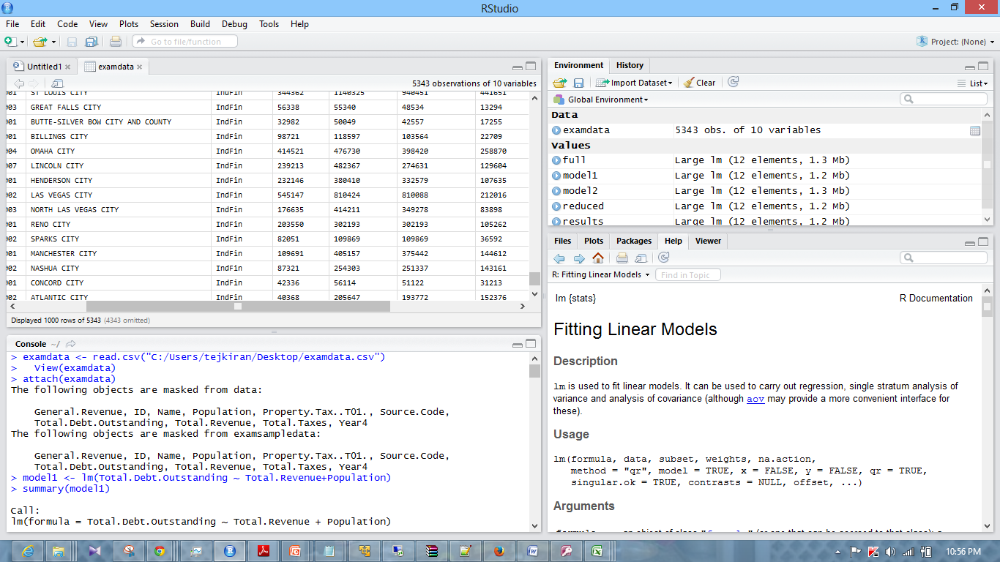 RStudio
File Edit Code View Plots Session Build Debug Tools Help
Go to file/function
Project: (None)
Untitled1
examdata
5343 observations of 10 variables
001 ST LOUIS CITY IndFin 344362 1140325 940451 441651
003 GREAT FALLS CITY IndFin 56338 55340 48534 13294
001 BUTTE-SILVER BOW CITY AND COUNTY IndFin 32982 50049 42557 17255
001 BILLINGS CITY IndFin 98721 118597 103564 22709
004 OMAHA CITY IndFin 414521 476730 398420 258870
007 LINCOLN CITY IndFin 239213 482367 274631 129604
001 HENDERSON CITY IndFin 232146 380410 332579 107635
002 LAS VEGAS CITY IndFin 545147 810424 810088 212016
003 NORTH LAS VEGAS CITY IndFin 176635 414211 349278 83898
001 RENO CITY IndFin 203550 302193 302193 105262
002 SPARKS CITY IndFin 82051 109869 109869 36592
001 MANCHESTER CITY IndFin 109691 405157 375442 144612
002 NASHUA CITY IndFin 87321 254303 251337 143161
001 CONCORD CITY IndFin 42336 56114 51122 31213
002 ATLANTIC CITY IndFin 40368 205647 193772 152376
Displayed 1000 rows of 5343 (4343 omitted)
Console ~/
> examdata <- read.csv("C:/Users/tejkiran/Desktop/examdata.csv")
>   View(examdata)
> attach(examdata)
The following objects are masked from data:
General.Revenue, ID, Name, Population, Property.Tax..T01., Source.Code,
Total.Debt.Outstanding, Total.Revenue, Total.Taxes, Year4
The following objects are masked from examsampledata:
General.Revenue, ID, Name, Population, Property.Tax..T01., Source.Code,
Total.Debt.Outstanding, Total.Revenue, Total.Taxes, Year4
> model1 <- lm(Total.Debt.Outstanding ~ Total.Revenue+Population)
> summary(model1)
Call:
lm(formula = Total.Debt.Outstanding ~ Total.Revenue + Population)
Environment History
Import Dataset Clear
List
Global Environment
Data
examdata 5343 obs. of 10 variables
Values
full Large lm (12 elements, 1.3 Mb)
model1 Large lm (12 elements, 1.2 Mb)
model2 Large lm (12 elements, 1.3 Mb)
reduced Large lm (12 elements, 1.2 Mb)
results Large lm (12 elements, 1.2 Mb)
Files Plots Packages Help Viewer
R: Fitting Linear Models Find in Topic
lm {stats} R Documentation
Fitting Linear Models
Description
lm is used to fit linear models. It can be used to carry out regression, single stratum analysis of
variance and analysis of covariance (although aov may provide a more convenient interface for
these).
Usage
lm(formula, data, subset, weights, na.action,
method = "qr", model = TRUE, x = FALSE, y = FALSE, qr = TRUE,
singular.ok = TRUE, contrasts = NULL, offset, ...)
Arguments
10:56 PM